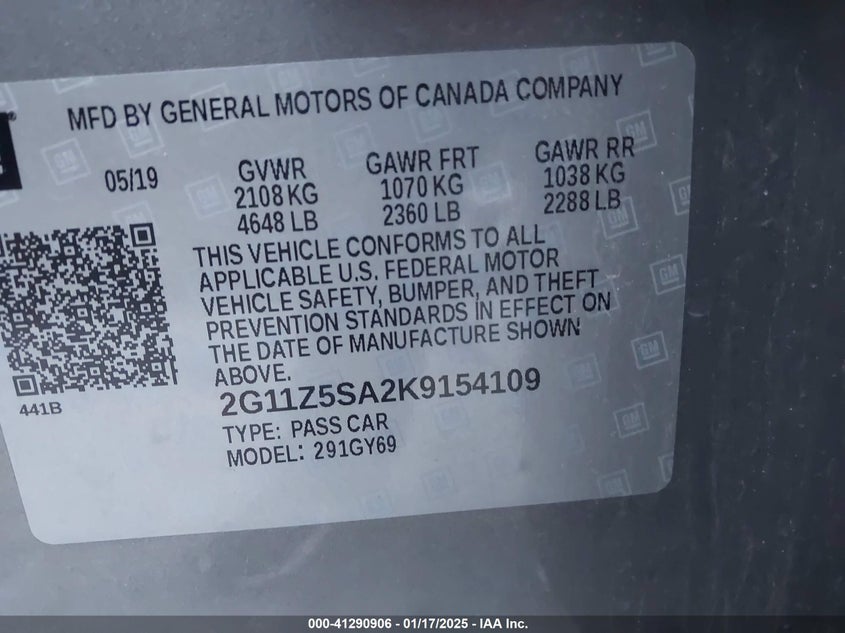 MFD BY GENERAL MOTORS OF CANADA COMPANY
05/19
GVWR
2108 KG
4648 LB
GAWR FRT
1070 KG
2360 LB
GAWR RR
1038 KG
2288 LB
THIS VEHICLE CONFORMS TO ALL
APPLICABLE U.S. FEDERAL MOTOR
VEHICLE SAFETY, BUMPER, AND THEFT
PREVENTION STANDARDS IN EFFECT ON
THE DATE OF MANUFACTURE SHOWN
ABOVE.
2G11Z5SA2K9154109
TYPE: PASS CAR
MODEL: 291GY69
441B
000-41290906 - 01/17/2025 - IAA Inc.